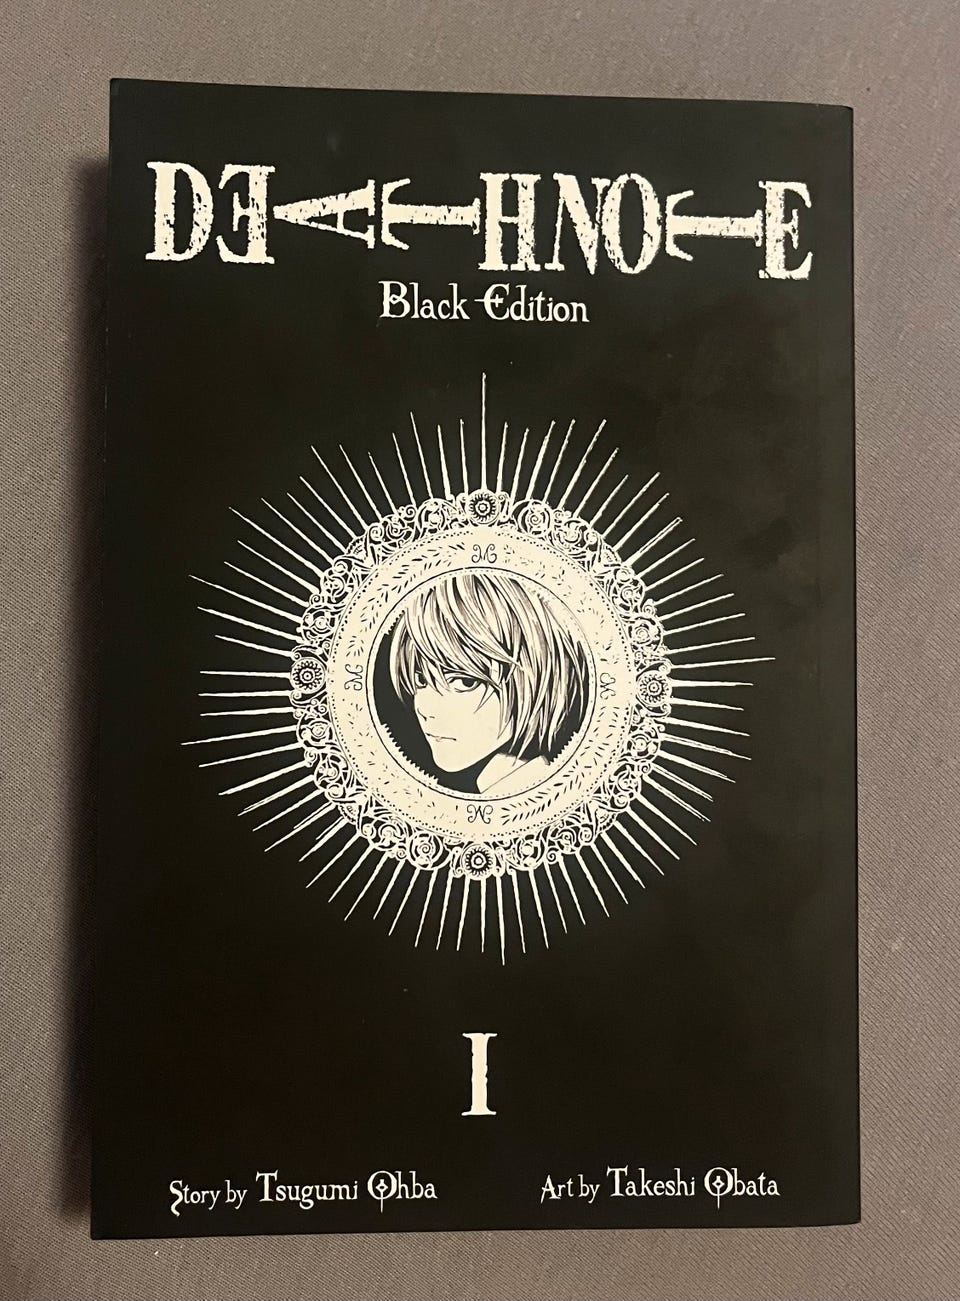 DEATH NOTE
Black Edition
I
Story by Tsugumi Ohba
Art by Takeshi Obata